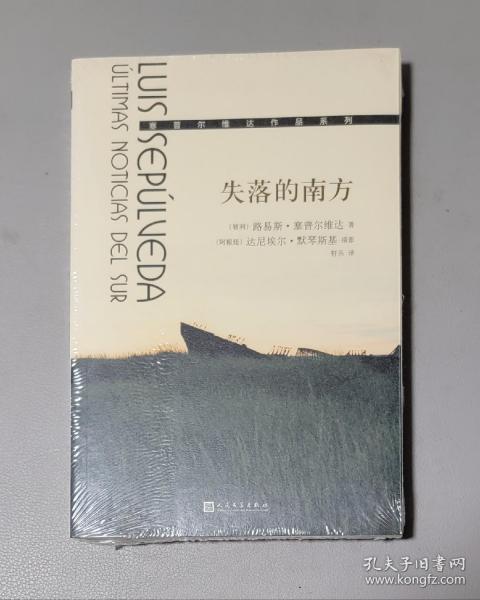 LUIS SEPÚLVEDA
ÚLTIMAS NOTICIAS DEL SUR
塞普尔维达作品系列
失落的南方
（智利）路易斯·塞普尔维达 著
（阿根廷）达尼埃尔·默琴斯基 摄影
轩乐 译
人民文学出版社
孔夫子旧书网
www.kongfz.com